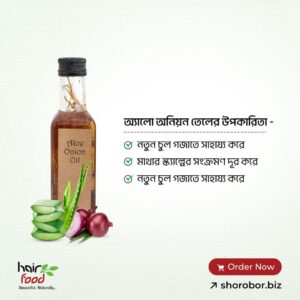 Aloe
Onion
Oil
অ্যালো অনিয়ন তেলের উপকারিতা -
নতুন চুল গজাতে সাহায্য করে
মাথার স্ক্যাল্পের সংক্রমণ দূর করে
নতুন চুল গজাতে সাহায্য করে
hair
food
Beautiful. Naturally...
Order Now
shorobor.biz